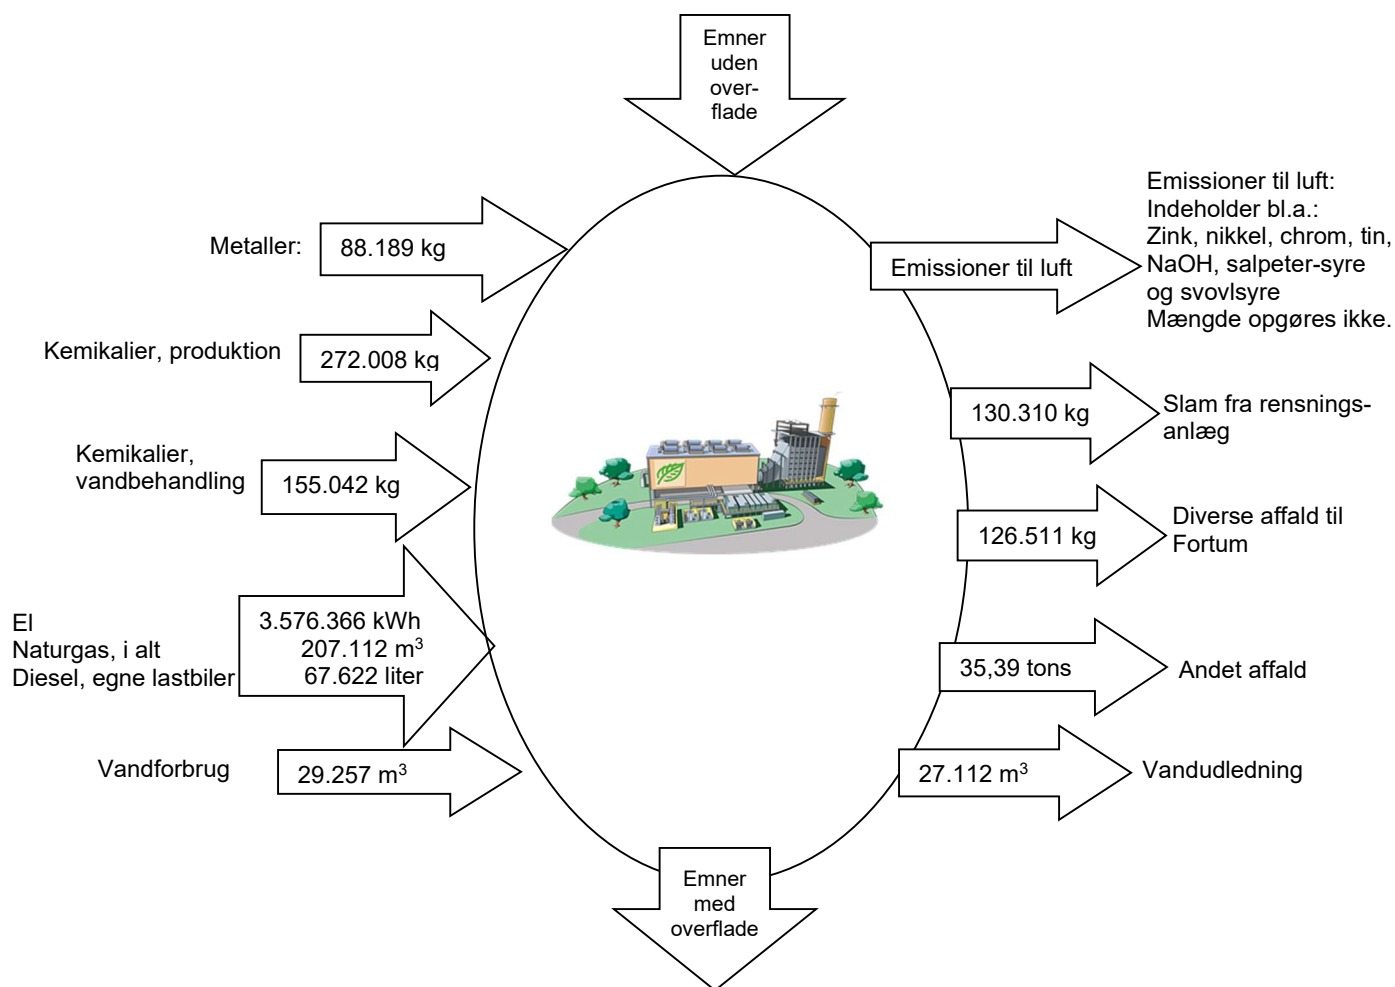 Emner
uden
over-
flade
Metaller:
88.189 kg
Kemikalier, produktion
272.008 kg
Kemikalier,
vandbehandling
155.042 kg
El
Naturgas, i alt
Diesel, egne lastbiler
3.576.366 kWh
207.112 m³
67.622 liter
Vandforbrug
29.257 m³
Emissioner til luft
Emissioner til luft:
Indeholder bl.a.:
Zink, nikkel, chrom, tin,
NaOH, salpeter-syre
og svovlsyre
Mængde opgøres ikke.
130.310 kg
Slam fra rensnings-
anlæg
126.511 kg
Diverse affald til
Fortum
35,39 tons
Andet affald
27.112 m³
Vandudledning
Emner
med
overflade